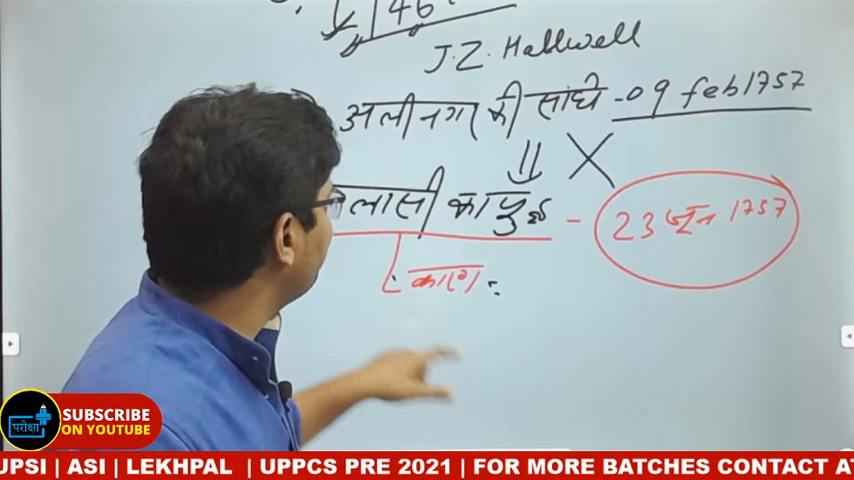 146
J.Z. Hallwell
अलीनगर की संधि - 09 feb 1757
लासी का युद्ध - 23 जून 1757
कारण :
परीक्षा
SUBSCRIBE
ON YOUTUBE
UPSI | ASI | LEKHPAL | UPPCS PRE 2021 | FOR MORE BATCHES CONTACT AT